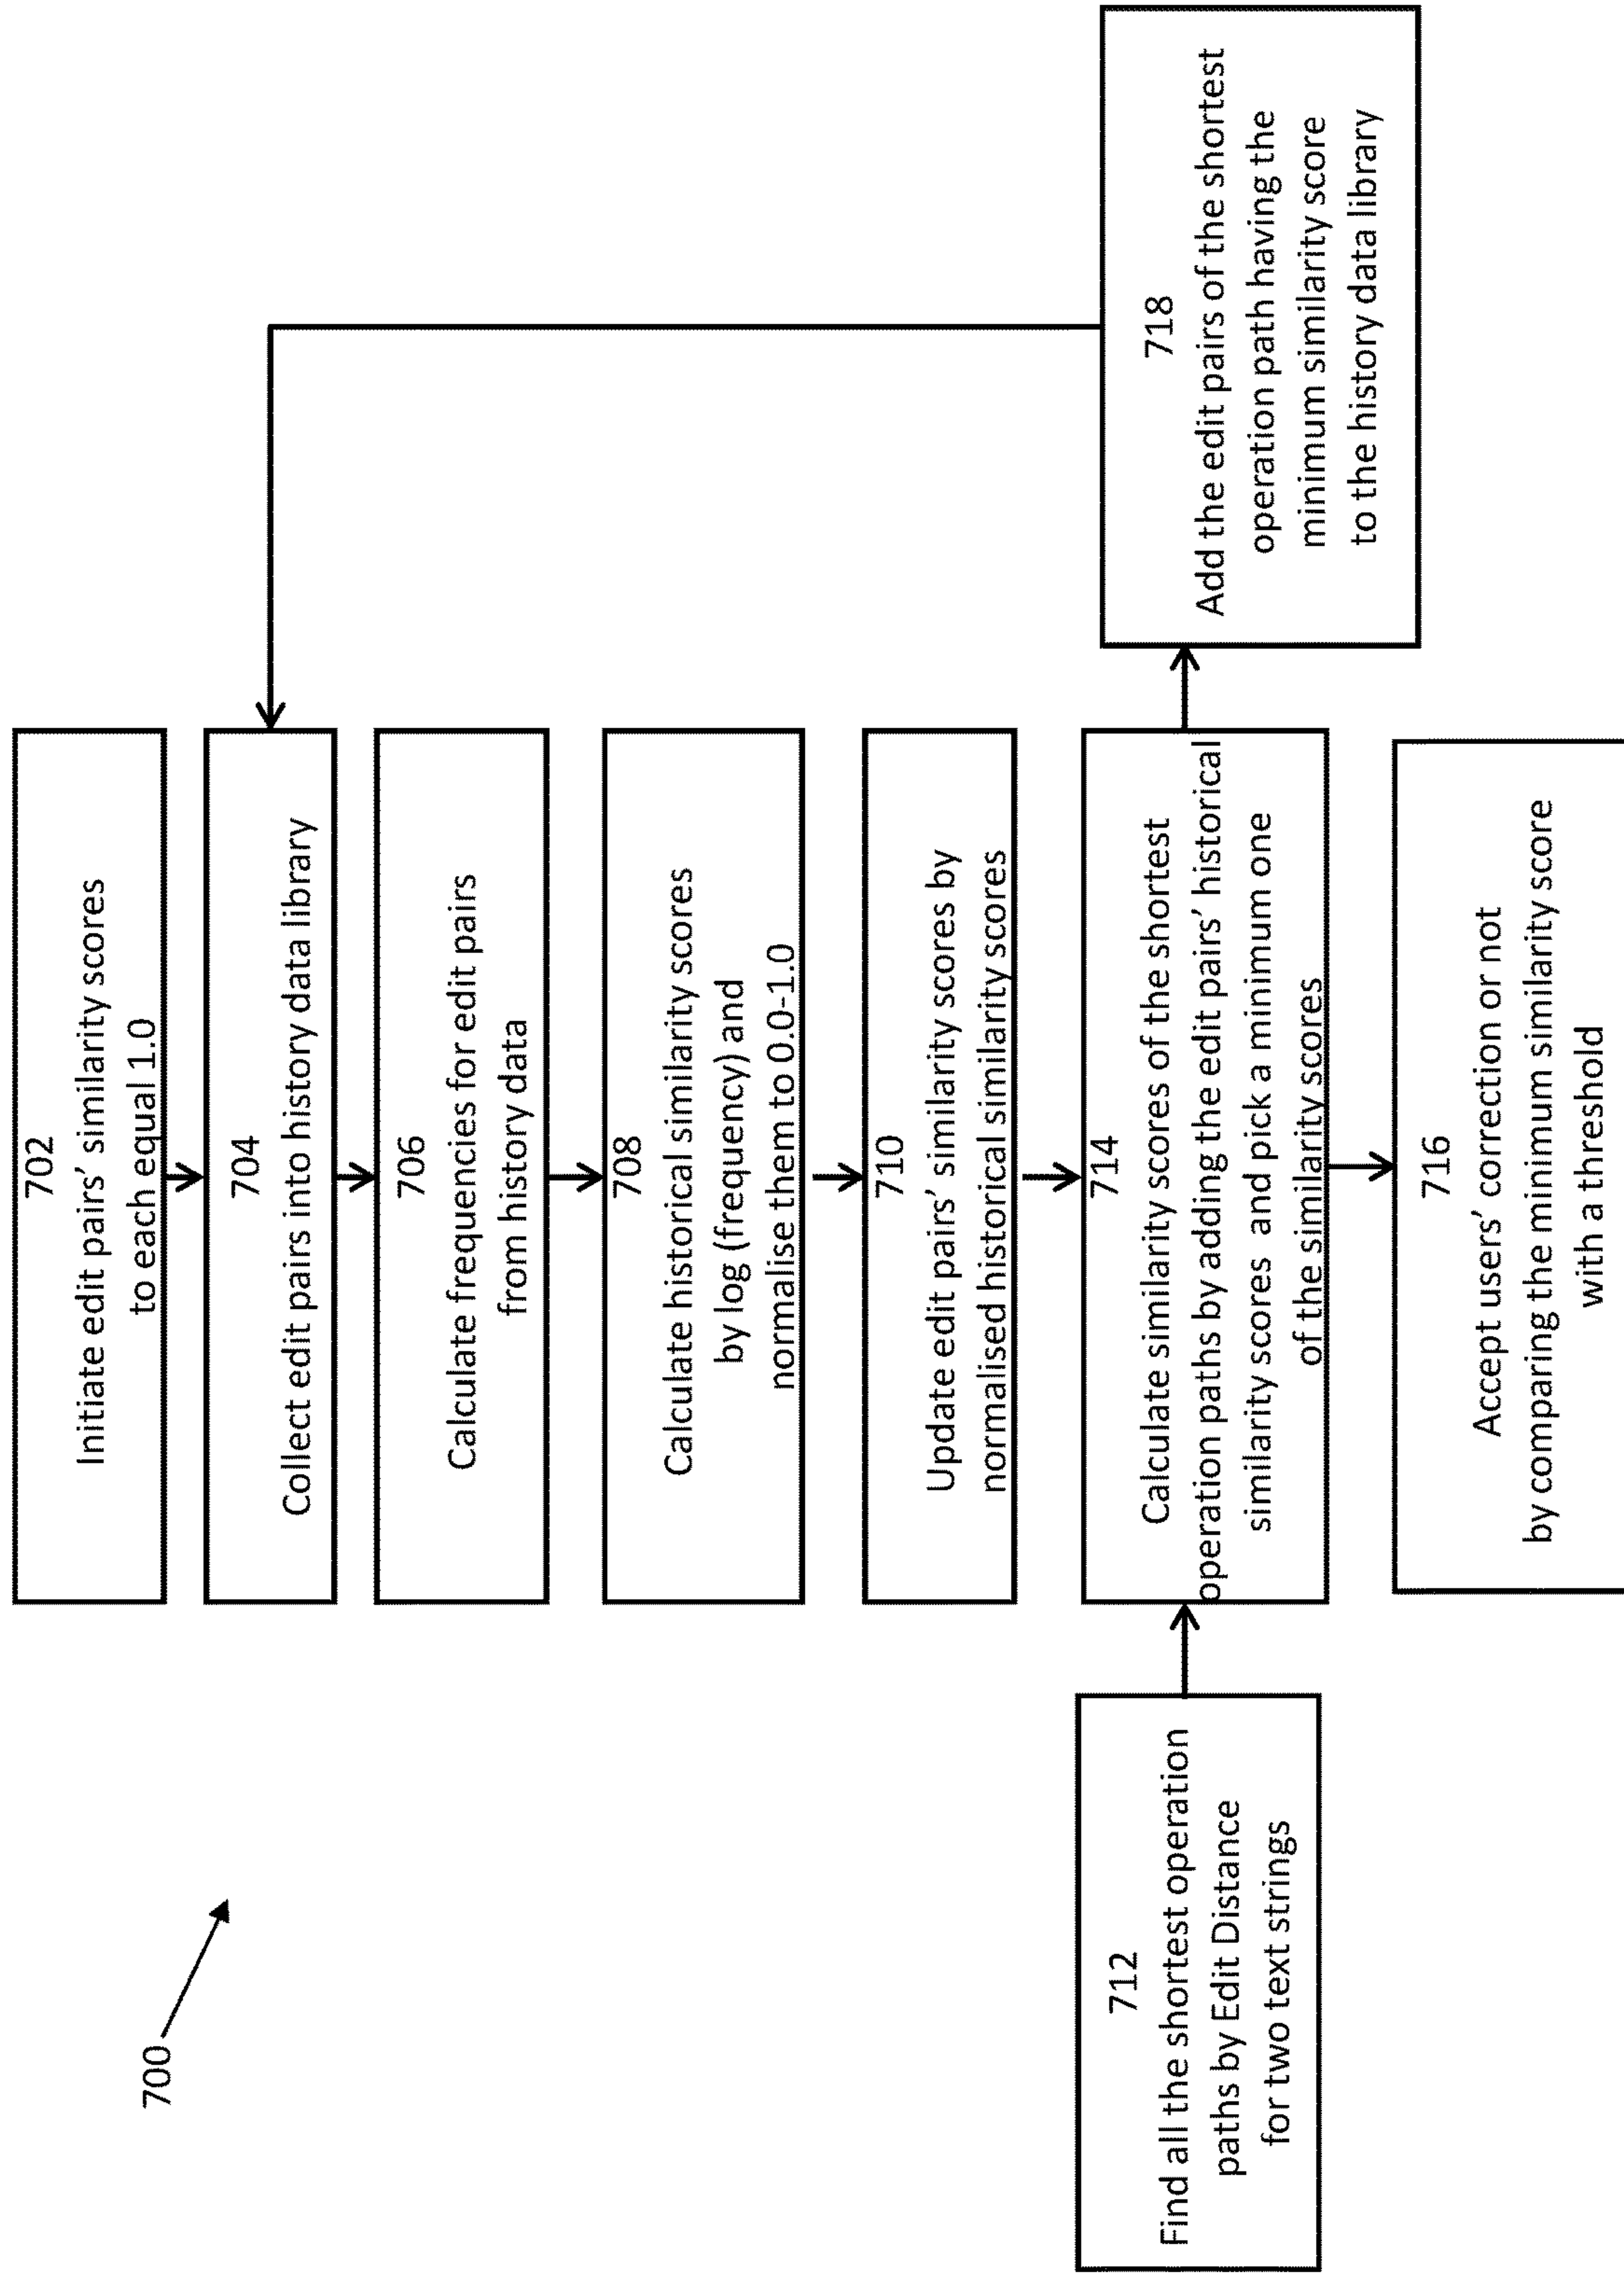 700
702
Initiate edit pairs' similarity scores
to each equal 1.0
704
Collect edit pairs into history data library
706
Calculate frequencies for edit pairs
from history data
708
Calculate historical similarity scores
by log (frequency) and
normalise them to 0.0-1.0
710
Update edit pairs' similarity scores by
normalised historical similarity scores
712
Find all the shortest operation
paths by Edit Distance
for two text strings
714
Calculate similarity scores of the shortest
operation paths by adding the edit pairs' historical
similarity scores and pick a minimum one
of the similarity scores
718
Add the edit pairs of the shortest
operation path having the
minimum similarity score
to the history data library
716
Accept users' correction or not
by comparing the minimum similarity score
with a threshold